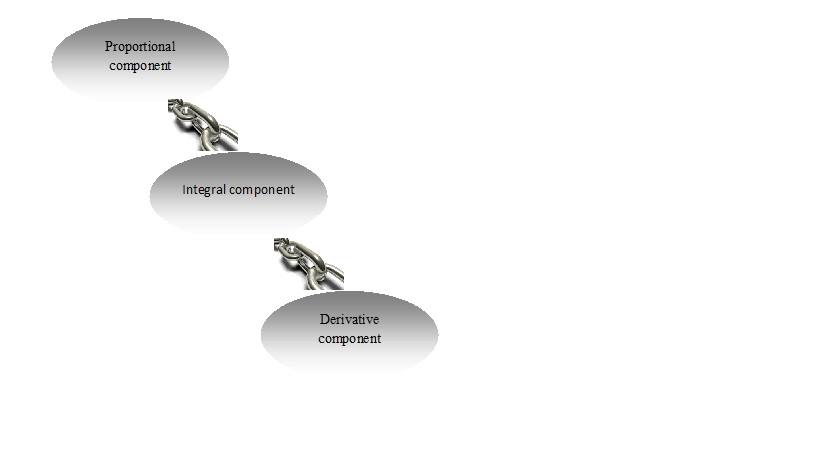 Proportional
component
Integral component
Derivative
component